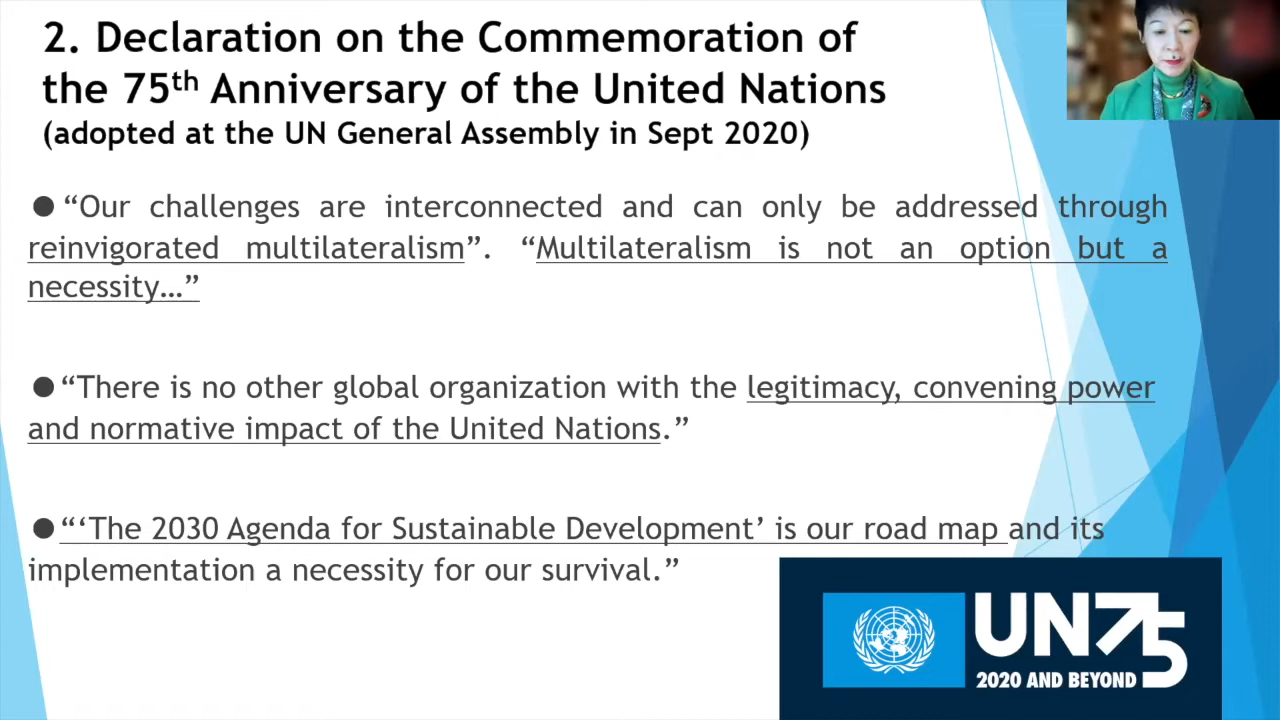 2. Declaration on the Commemoration of
the 75th Anniversary of the United Nations
(adopted at the UN General Assembly in Sept 2020)
●“Our challenges are interconnected and can only be addressed through
reinvigorated multilateralism”. “Multilateralism is not an option but a
necessity…”
●“There is no other global organization with the legitimacy, convening power
and normative impact of the United Nations.”
●“‘The 2030 Agenda for Sustainable Development’ is our road map and its
implementation a necessity for our survival.”
UN75
2020 AND BEYOND